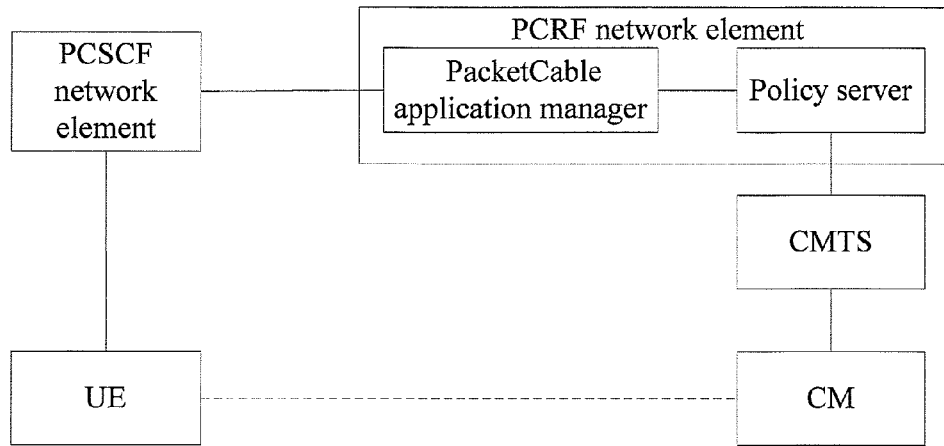 PCRF network element
PCSCF
network
element
PacketCable
application manager
Policy server
CMTS
UE
CM